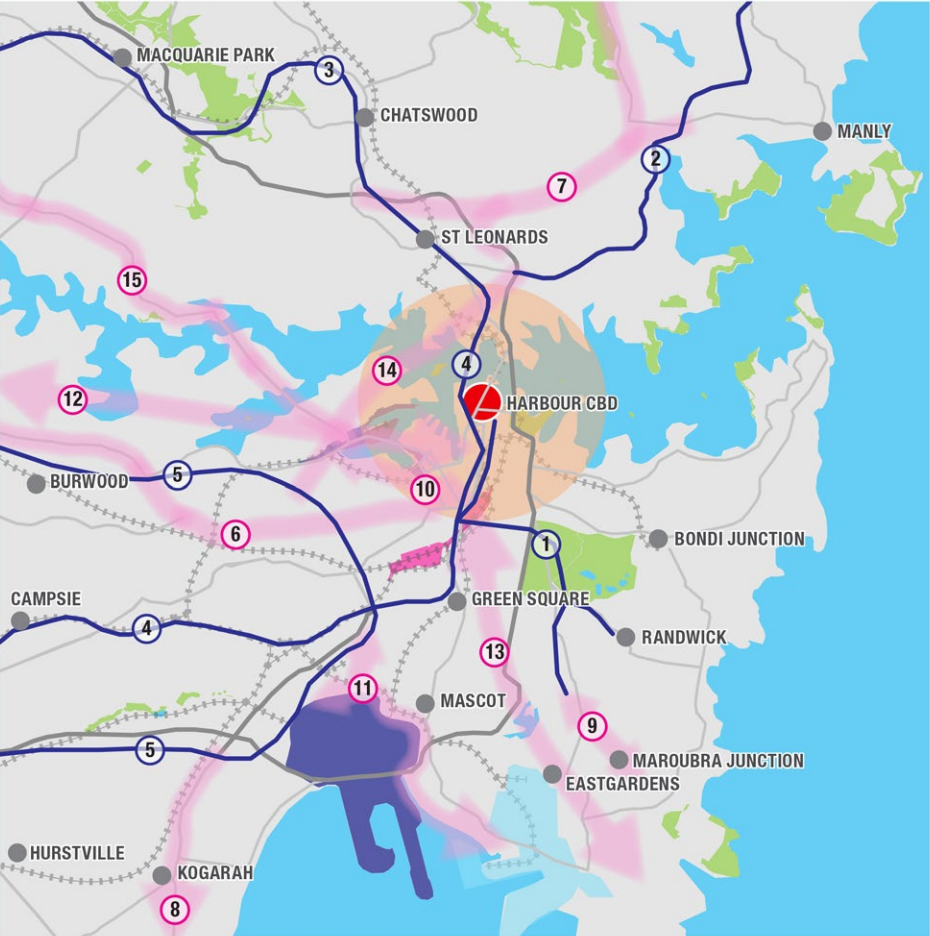 MACQUARIE PARK
3
CHATSWOOD
MANLY
2
7
ST LEONARDS
15
14
4
12
HARBOUR CBD
5
BURWOOD
10
6
1
BONDI JUNCTION
CAMPSIE
GREEN SQUARE
4
RANDWICK
13
11
MASCOT
9
5
MAROUBRA JUNCTION
EASTGARDENS
HURSTVILLE
KOGARAH
8